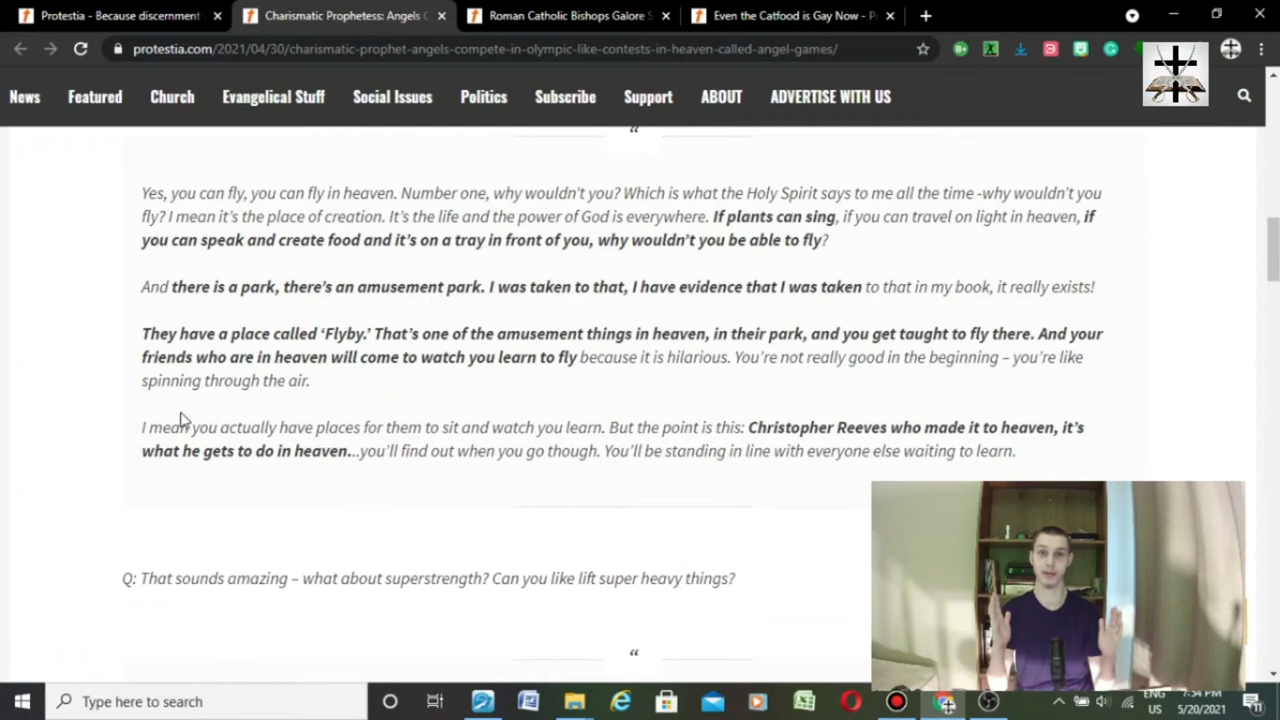 Protestia - Because discernment
Charismatic Prophetess: Angels C
Roman Catholic Bishops Galore S
Even the Catfood is Gay Now - P
protestia.com/2021/04/30/charismatic-prophet-angels-compete-in-olympic-like-contests-in-heaven-called-angel-games/
News Featured Church Evangelical Stuff Social Issues Politics Subscribe Support ABOUT ADVERTISE WITH US
“
Yes, you can fly, you can fly in heaven. Number one, why wouldn't you? Which is what the Holy Spirit says to me all the time -why wouldn't you
fly? I mean it's the place of creation. It's the life and the power of God is everywhere. If plants can sing, if you can travel on light in heaven, if
you can speak and create food and it's on a tray in front of you, why wouldn't you be able to fly?
And there is a park, there's an amusement park. I was taken to that, I have evidence that I was taken to that in my book, it really exists!
They have a place called ‘Flyby.’ That's one of the amusement things in heaven, in their park, and you get taught to fly there. And your
friends who are in heaven will come to watch you learn to fly because it is hilarious. You're not really good in the beginning – you're like
spinning through the air.
I mean you actually have places for them to sit and watch you learn. But the point is this: Christopher Reeves who made it to heaven, it's
what he gets to do in heaven...you'll find out when you go though. You'll be standing in line with everyone else waiting to learn.
Q: That sounds amazing – what about superstrength? Can you like lift super heavy things?
“
Type here to search
ENG
US
7:54 PM
5/20/2021